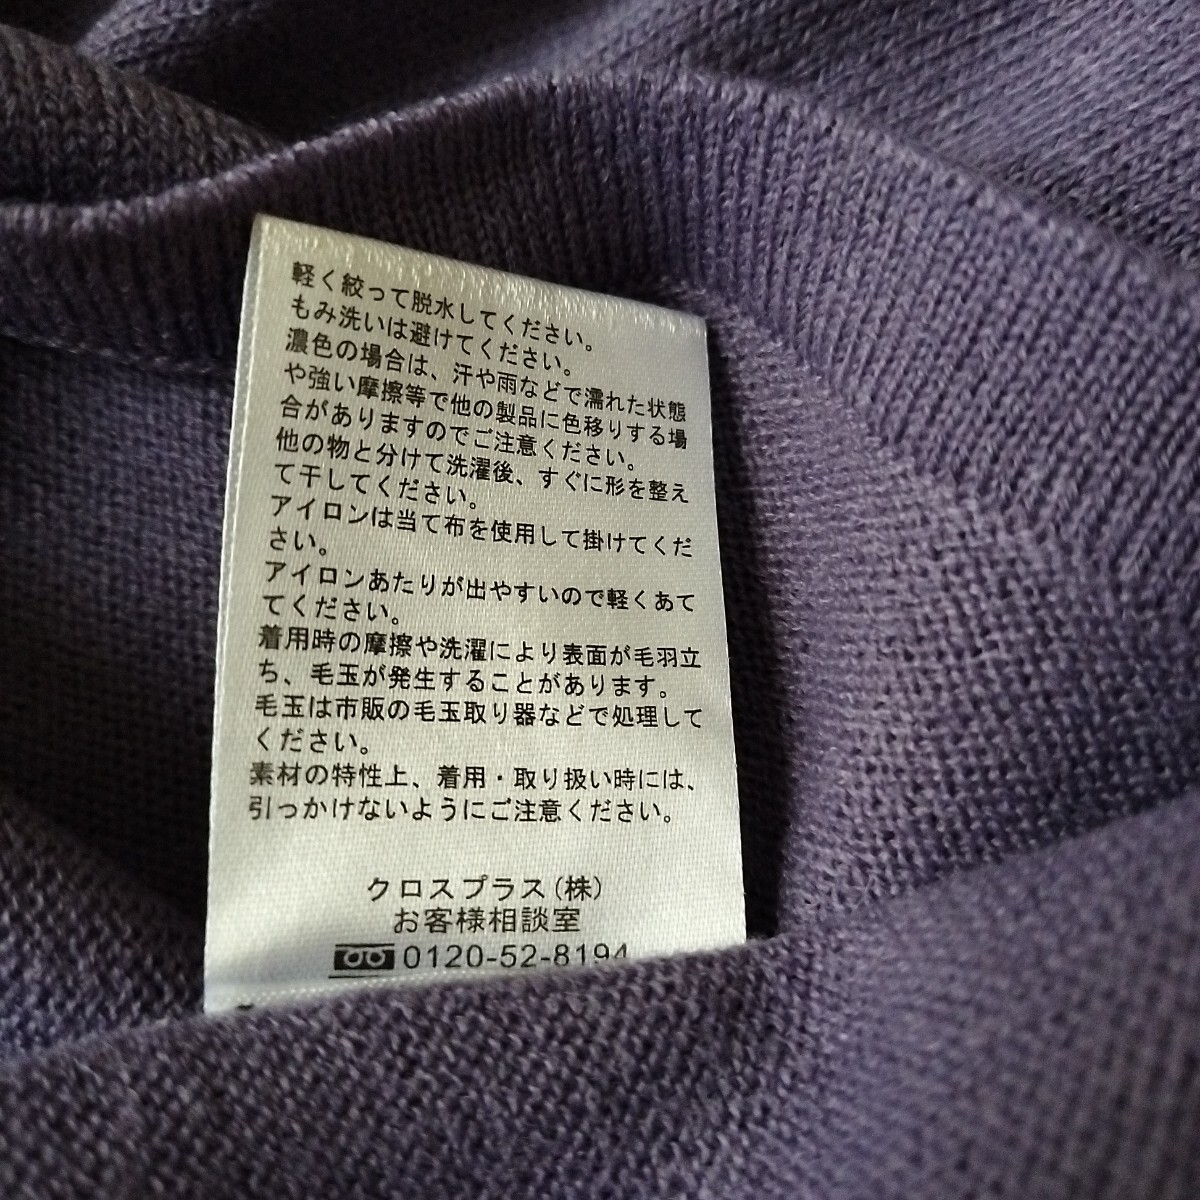 軽く絞って脱水してください。
もみ洗いは避けてください。
濃色の場合は、汗や雨などで濡れた状態
や強い摩擦等で他の製品に色移りする場
合がありますのでご注意ください。
他の物と分けて洗濯後、すぐに形を整え
て干してください。
アイロンは当て布を使用して掛けてくだ
さい。
アイロンあたりが出やすいので軽くあて
てください。
着用時の摩擦や洗濯により表面が毛羽立
ち、毛玉が発生することがあります。
毛玉は市販の毛玉取り器などで処理して
ください。
素材の特性上、着用・取り扱い時には、
引っかけないようにご注意ください。
クロスプラス(株)
お客様相談室
0120-52-8194